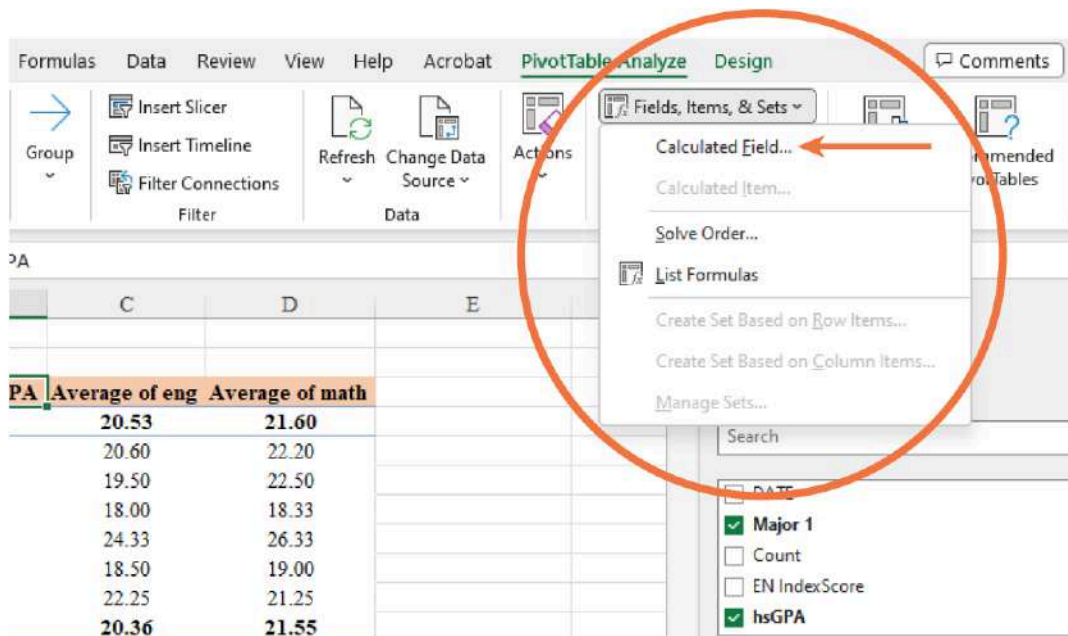 Formulas Data Review View Help Acrobat PivotTable Analyze Design Comments
Insert Slicer
Insert Timeline
Filter Connections
Filter
Group
Refresh
Change Data
Source
Data
Actions
Fields, Items, & Sets
Calculated Field...
Calculated Item...
Solve Order...
List Formulas
Create Set Based on Row Items...
Create Set Based on Column Items...
Manage Sets...
PA
C D E
PA Average of eng Average of math
20.53 21.60
20.60 22.20
19.50 22.50
18.00 18.33
24.33 26.33
18.50 19.00
22.25 21.25
20.36 21.55
Search
DATE
Major 1
Count
EN IndexScore
hsGPA